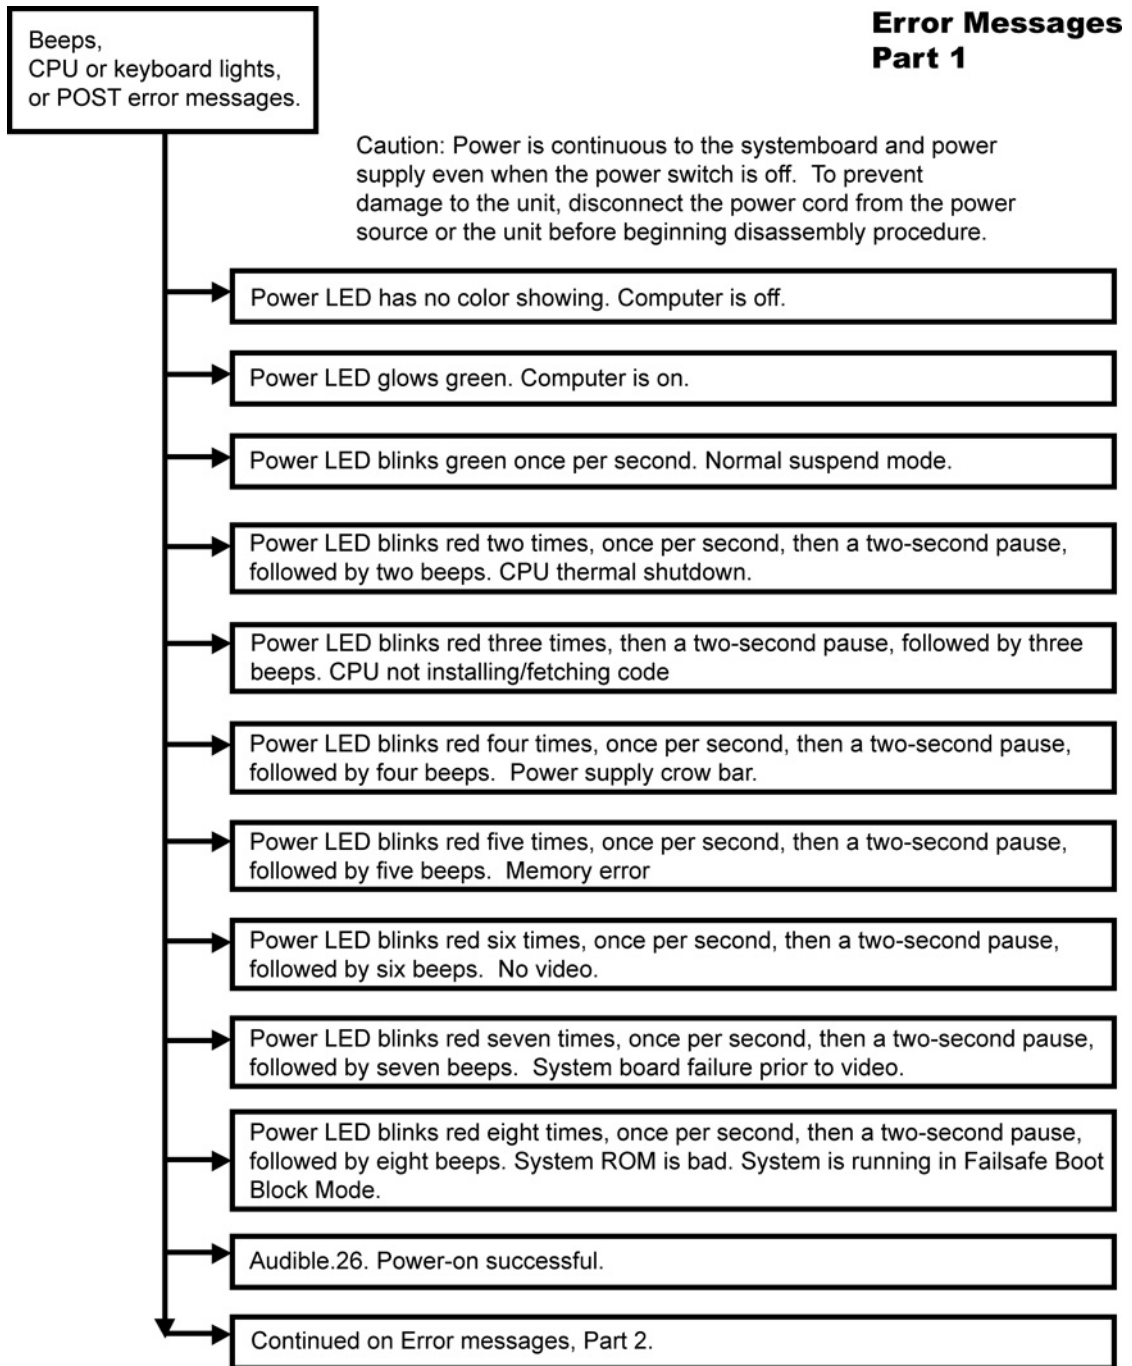 Error Messages
Part 1
Beeps,
CPU or keyboard lights,
or POST error messages.
Caution: Power is continuous to the systemboard and power
supply even when the power switch is off.  To prevent
damage to the unit, disconnect the power cord from the power
source or the unit before beginning disassembly procedure.
Power LED has no color showing. Computer is off.
Power LED glows green. Computer is on.
Power LED blinks green once per second. Normal suspend mode.
Power LED blinks red two times, once per second, then a two-second pause,
followed by two beeps. CPU thermal shutdown.
Power LED blinks red three times, then a two-second pause, followed by three
beeps. CPU not installing/fetching code
Power LED blinks red four times, once per second, then a two-second pause,
followed by four beeps.  Power supply crow bar.
Power LED blinks red five times, once per second, then a two-second pause,
followed by five beeps.  Memory error
Power LED blinks red six times, once per second, then a two-second pause,
followed by six beeps.  No video.
Power LED blinks red seven times, once per second, then a two-second pause,
followed by seven beeps.  System board failure prior to video.
Power LED blinks red eight times, once per second, then a two-second pause,
followed by eight beeps. System ROM is bad. System is running in Failsafe Boot
Block Mode.
Audible.26. Power-on successful.
Continued on Error messages, Part 2.